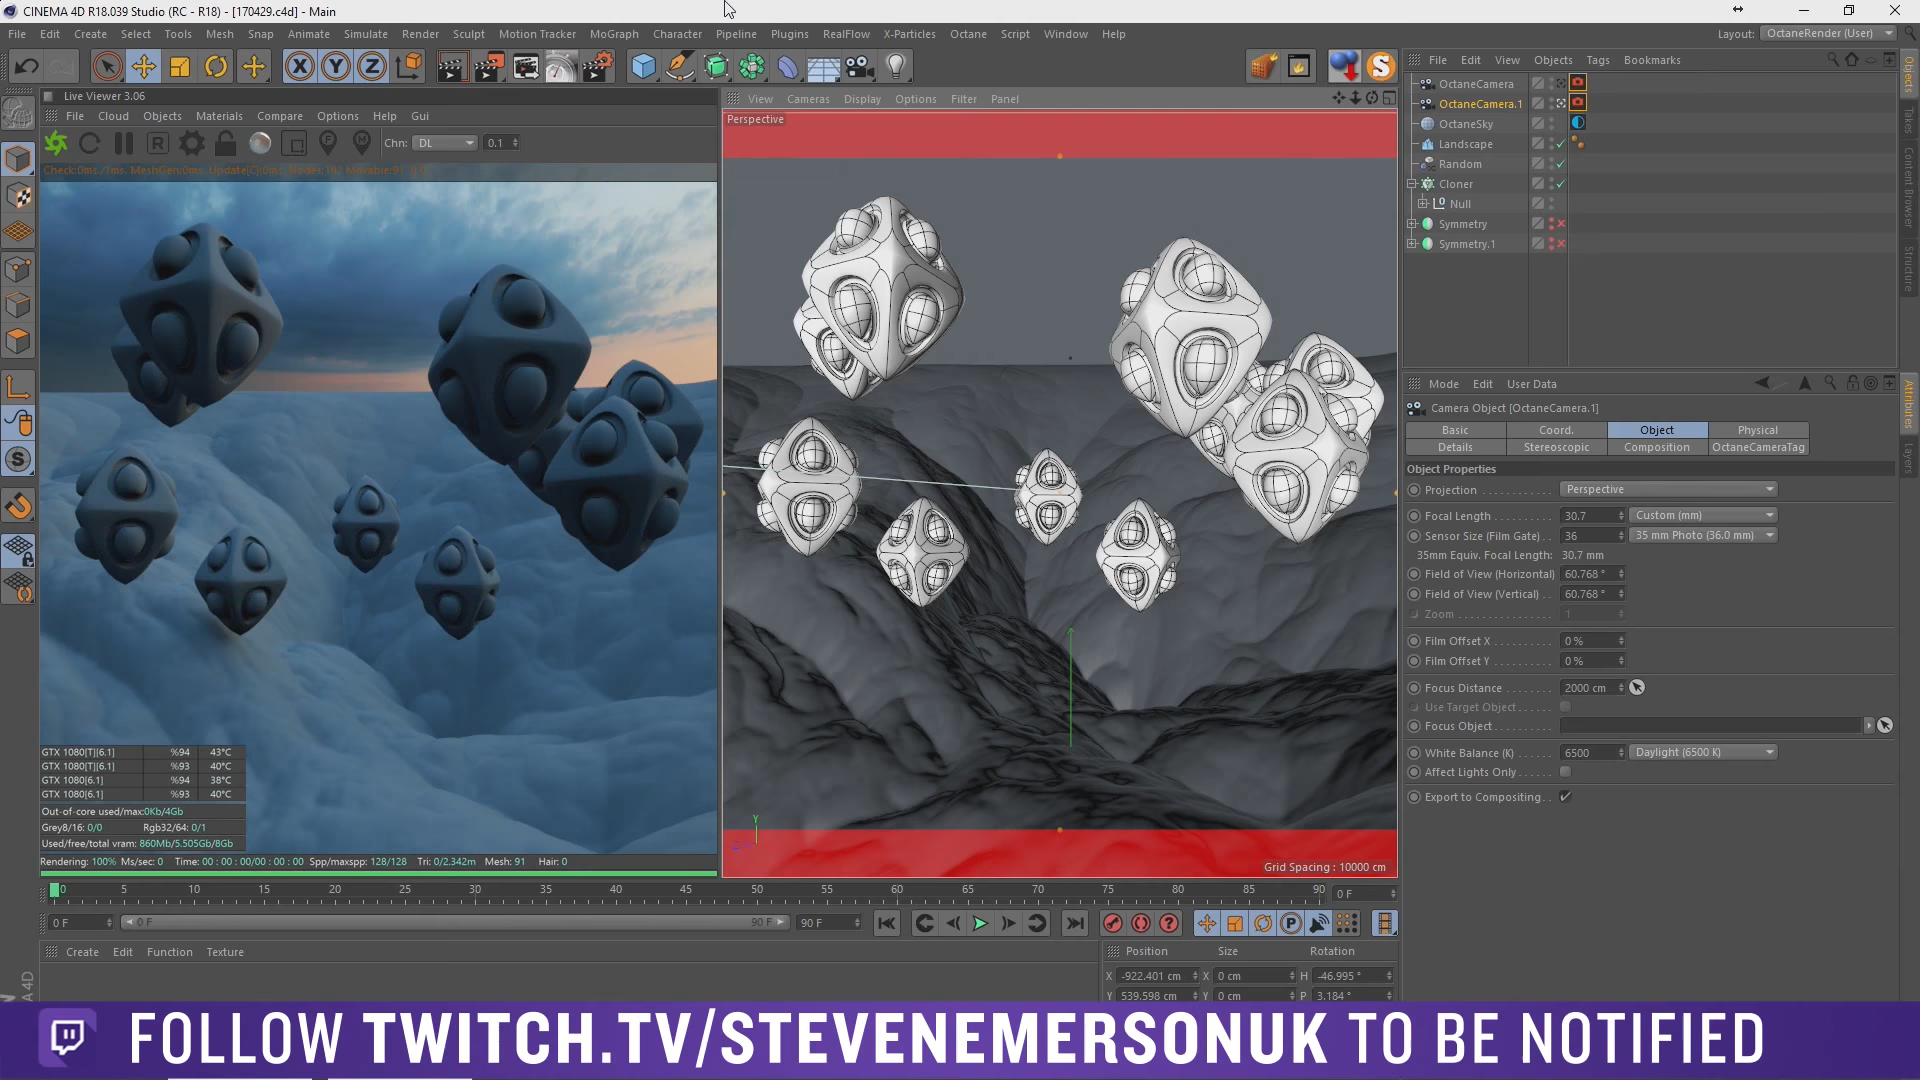 CINEMA 4D R18.039 Studio (RC - R18) - [170429.c4d] - Main
File Edit Create Select Tools Mesh Snap Animate Simulate Render Sculpt Motion Tracker MoGraph Character Pipeline Plugins RealFlow X-Particles Octane Script Window Help
Layout: OctaneRender (User)
Live Viewer 3.06
File Cloud Objects Materials Compare Options Help Gui
Chn: DL 0.1
View Cameras Display Options Filter Panel
Perspective
GTX 1080[T][6.1] %94 43°C
GTX 1080[T][6.1] %93 40°C
GTX 1080[6.1] %94 38°C
GTX 1080[6.1] %93 40°C
Out-of-core used/max:0Kb/4Gb
Grey8/16: 0/0 Rgb32/64: 0/1
Used/free/total vram: 860Mb/5.505Gb/8Gb
Rendering: 100% Ms/sec: 0 Time: 00 : 00 : 00/00 : 00 : 00 Spp/maxspp: 128/128 Tri: 0/2.342m Mesh: 91 Hair: 0
Y
Z
Grid Spacing : 10000 cm
File Edit View Objects Tags Bookmarks
OctaneCamera
OctaneCamera.1
OctaneSky
Landscape
Random
Cloner
Null
Symmetry
Symmetry.1
Objects
Takes
Content Browser
Structure
Mode Edit User Data
Camera Object [OctaneCamera.1]
Basic Coord. Object Physical
Details Stereoscopic Composition OctaneCameraTag
Object Properties
Projection Perspective
Focal Length 30.7 Custom (mm)
Sensor Size (Film Gate) 36 35 mm Photo (36.0 mm)
35mm Equiv. Focal Length: 30.7 mm
Field of View (Horizontal) 60.768 °
Field of View (Vertical) 60.768 °
Zoom 1
Film Offset X 0 %
Film Offset Y 0 %
Focus Distance 2000 cm
Use Target Object
Focus Object
White Balance (K) 6500 Daylight (6500 K)
Affect Lights Only
Export to Compositing
Attributes
Layers
0 5 10 15 20 25 30 35 40 45 50 55 60 65 70 75 80 85 90 0 F
0 F 0 F 90 F 90 F
Create Edit Function Texture
Position Size Rotation
X -922.401 cm X 0 cm H -46.995 °
Y 539.598 cm Y 0 cm P 3.184 °
FOLLOW TWITCH.TV/STEVENEMERSONUK TO BE NOTIFIED